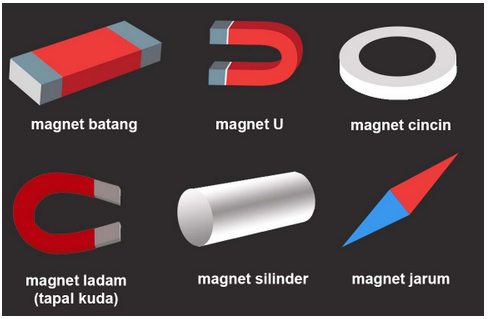 magnet batang
magnet U
magnet cincin
magnet ladam
(tapal kuda)
magnet silinder
magnet jarum